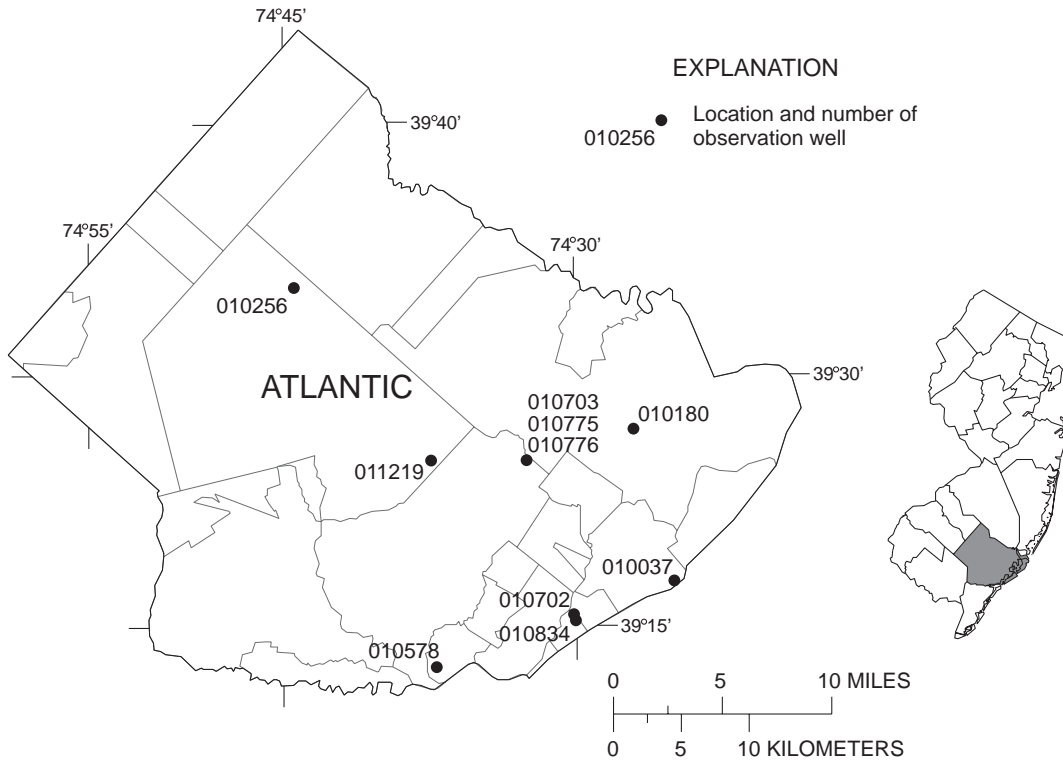 74°45'
EXPLANATION
Location and number of
observation well
010256
39°40'
74°55'
74°30'
010256
ATLANTIC
39°30'
010703
010775
010776
010180
011219
010037
010702
010834
39°15'
010578
0 5 10 MILES
0 5 10 KILOMETERS